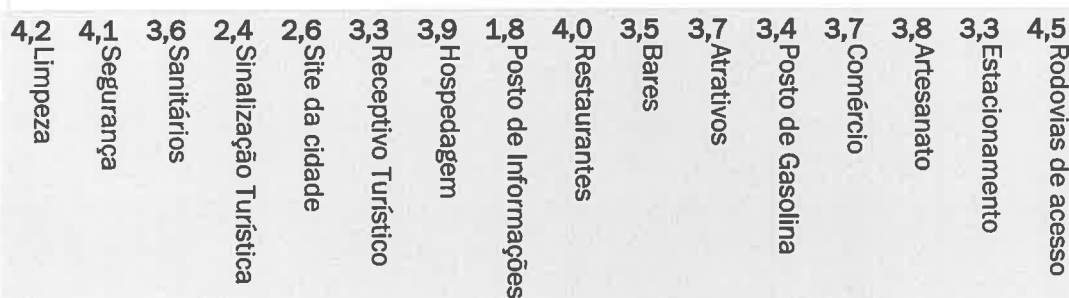 4,5 Rodovias de acesso
3,3 Estacionamento
3,8 Artesanato
3,7 Comércio
3,4 Posto de Gasolina
3,7 Atrativos
3,5 Bares
4,0 Restaurantes
1,8 Posto de Informações
3,9 Hospedagem
3,3 Receptivo Turístico
2,6 Site da cidade
2,4 Sinalização Turística
3,6 Sanitários
4,1 Segurança
4,2 Limpeza